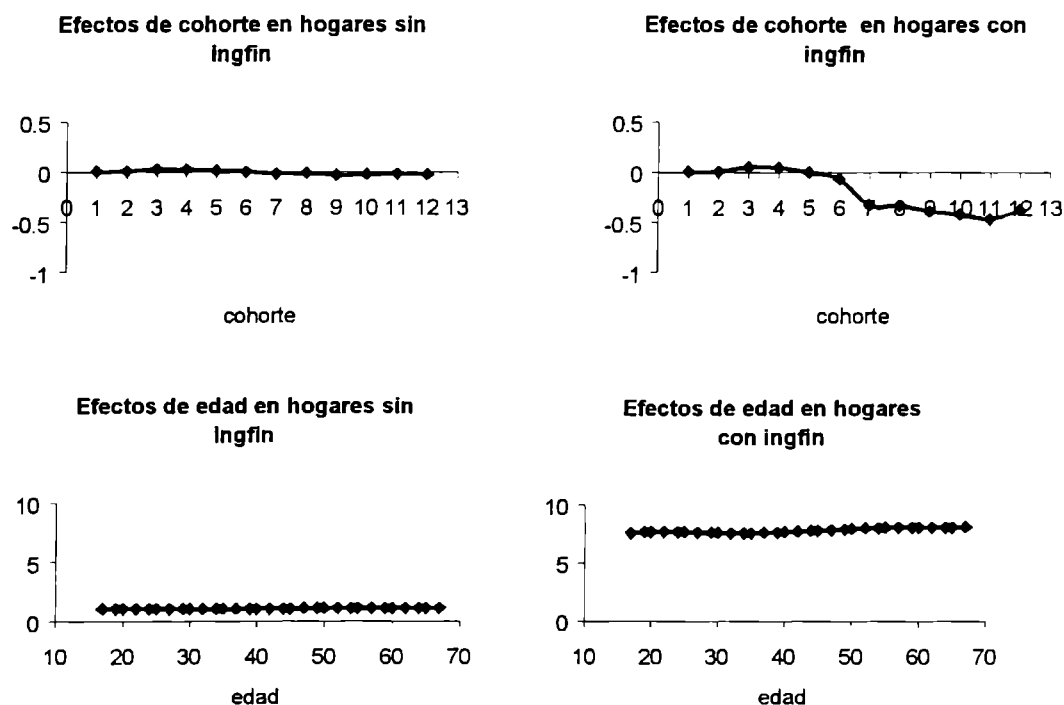 Efectos de cohorte en hogares sin
ingfin
0.5
0
-0.5
-1
0 1 2 3 4 5 6 7 8 9 10 11 12 13
cohorte
Efectos de cohorte en hogares con
ingfin
0.5
0
-0.5
-1
0 1 2 3 4 5 6 7 8 9 10 11 12 13
cohorte
Efectos de edad en hogares sin
ingfin
10
5
0
10 20 30 40 50 60 70
edad
Efectos de edad en hogares
con ingfin
10
5
0
10 20 30 40 50 60 70
edad